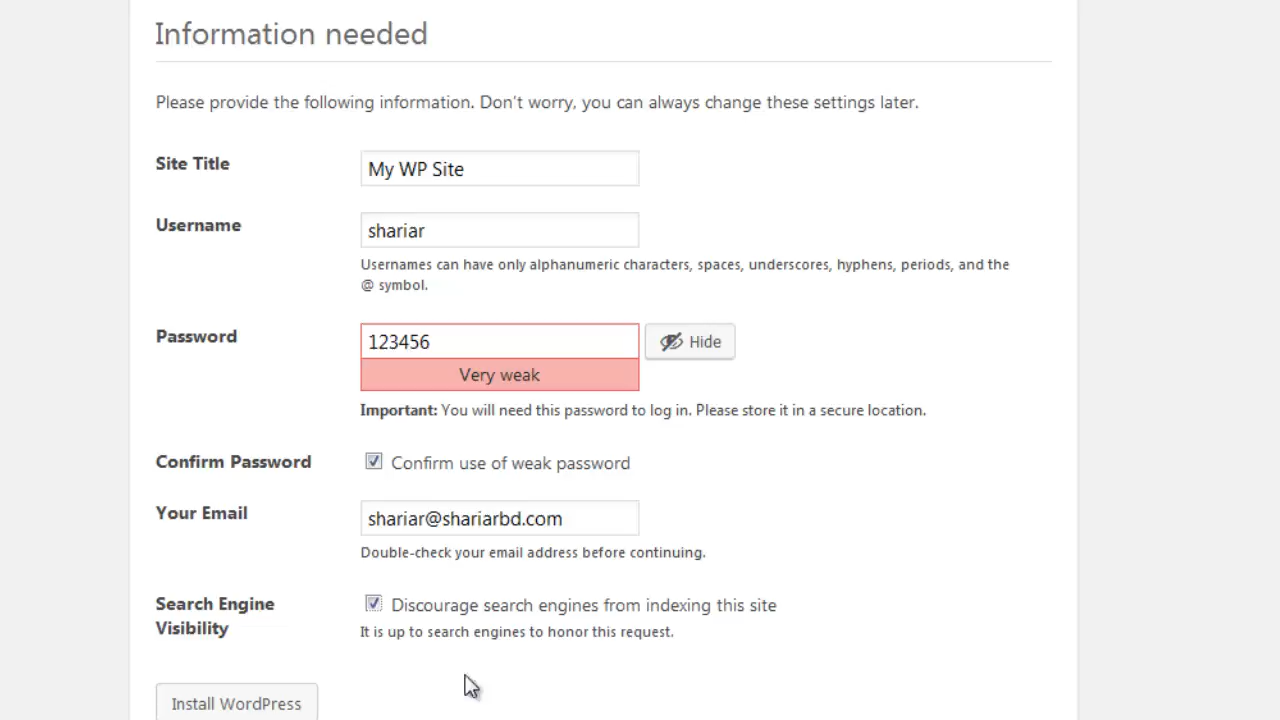 Information needed
Please provide the following information. Don't worry, you can always change these settings later.
Site Title
My WP Site
Username
shariar
Usernames can have only alphanumeric characters, spaces, underscores, hyphens, periods, and the
@ symbol.
Password
123456
Hide
Very weak
Important: You will need this password to log in. Please store it in a secure location.
Confirm Password
Confirm use of weak password
Your Email
shariar@shariarbd.com
Double-check your email address before continuing.
Search Engine
Visibility
Discourage search engines from indexing this site
It is up to search engines to honor this request.
Install WordPress